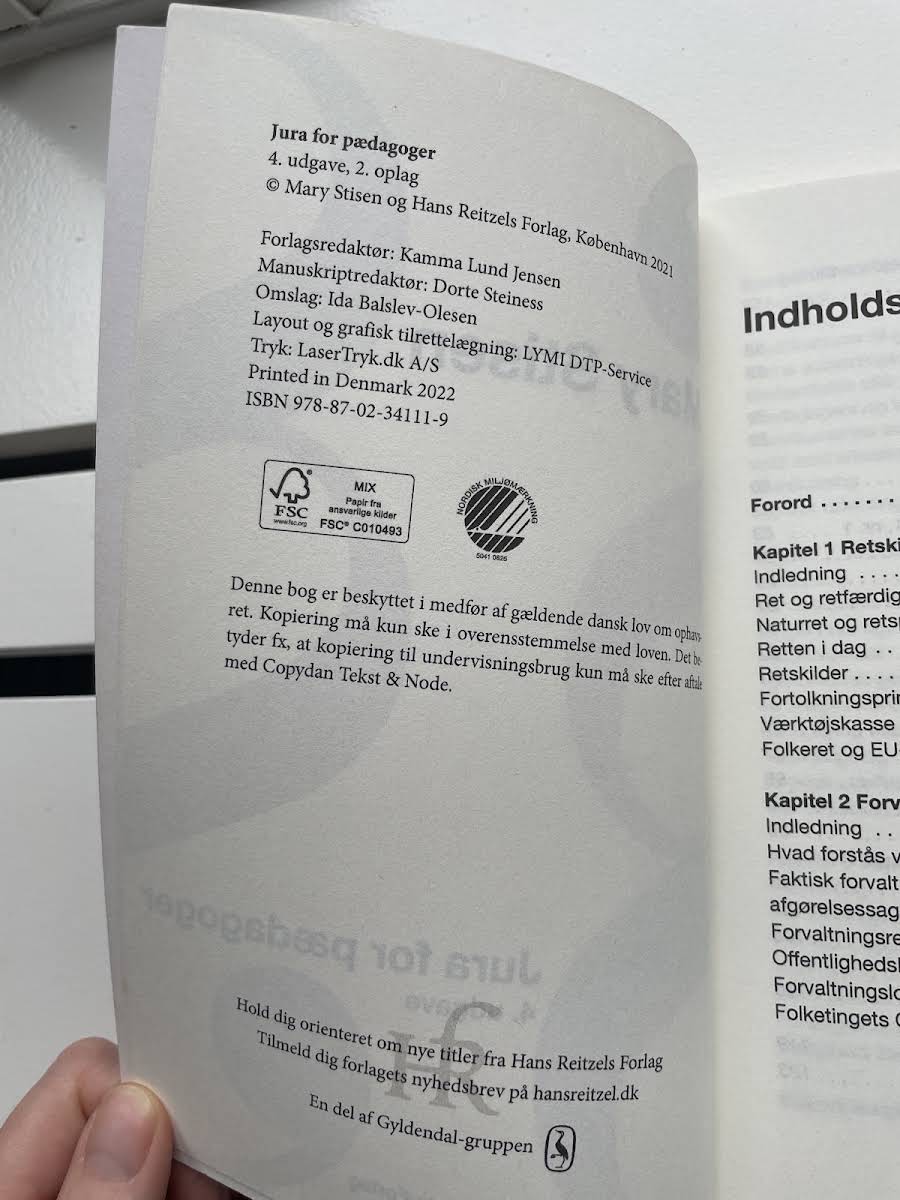 Jura for pædagoger
4. udgave, 2. oplag
© Mary Stisen og Hans Reitzels Forlag, København 2021
Forlagsredaktør: Kamma Lund Jensen
Manuskriptredaktør: Dorte Steiness
Omslag: Ida Balslev-Olesen
Layout og grafisk tilrettelægning: LYMI DTP-Service
Tryk: LaserTryk.dk A/S
Printed in Denmark 2022
ISBN 978-87-02-34111-9
FSC
www.fsc.org
MIX
Papir fra
ansvarlige kilder
FSC® C010493
NORDISK MILJØMÆRKNING
5041 0826
Denne bog er beskyttet i medfør af gældende dansk lov om ophavs-
ret. Kopiering må kun ske i overensstemmelse med loven. Det be-
tyder fx, at kopiering til undervisningsbrug kun må ske efter aftale
med Copydan Tekst & Node.
Jura for pædagoger
4. udgave
Hold dig orienteret om nye titler fra Hans Reitzels Forlag
Tilmeld dig forlagets nyhedsbrev på hansreitzel.dk
En del af Gyldendal-gruppen
Indholds
Forord . . . . . . .
Kapitel 1 Retski
Indledning . . . .
Ret og retfærdig
Naturret og rets
Retten i dag . .
Retskilder . . . .
Fortolkningsprin
Værktøjskasse
Folkeret og EU-
Kapitel 2 Forv
Indledning . .
Hvad forstås v
Faktisk forvalt
afgørelsessag
Forvaltningsre
Offentlighedsl
Forvaltningslo
Folketingets O